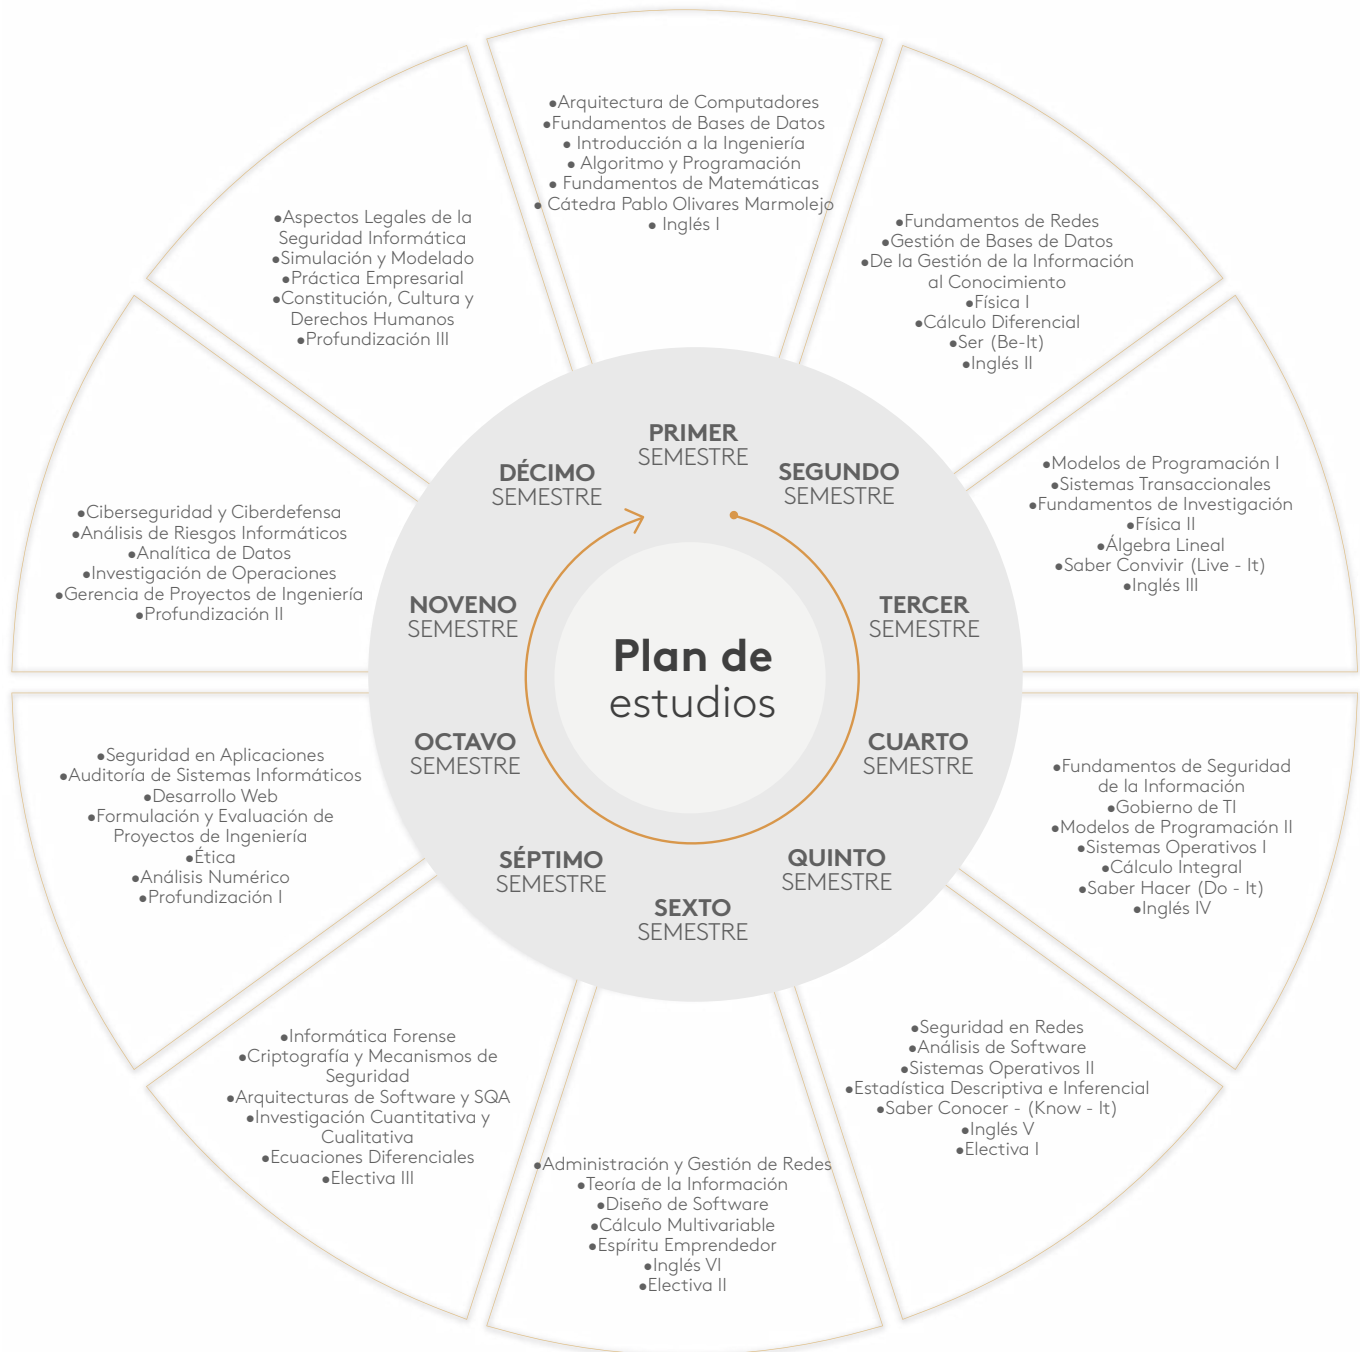 Plan de
estudios
PRIMER
SEMESTRE
●Arquitectura de Computadores
●Fundamentos de Bases de Datos
● Introducción a la Ingeniería
● Algoritmo y Programación
● Fundamentos de Matemáticas
● Cátedra Pablo Olivares Marmolejo
● Inglés I
SEGUNDO
SEMESTRE
●Fundamentos de Redes
●Gestión de Bases de Datos
●De la Gestión de la Información
al Conocimiento
●Física I
●Cálculo Diferencial
●Ser (Be-It)
●Inglés II
TERCER
SEMESTRE
●Modelos de Programación I
●Sistemas Transaccionales
●Fundamentos de Investigación
●Física II
●Álgebra Lineal
●Saber Convivir (Live - It)
●Inglés III
CUARTO
SEMESTRE
●Fundamentos de Seguridad
de la Información
●Gobierno de TI
●Modelos de Programación II
●Sistemas Operativos I
●Cálculo Integral
●Saber Hacer (Do - It)
●Inglés IV
QUINTO
SEMESTRE
●Seguridad en Redes
●Análisis de Software
●Sistemas Operativos II
●Estadística Descriptiva e Inferencial
●Saber Conocer - (Know - It)
●Inglés V
●Electiva I
SEXTO
SEMESTRE
●Administración y Gestión de Redes
●Teoría de la Información
●Diseño de Software
●Cálculo Multivariable
●Espíritu Emprendedor
●Inglés VI
●Electiva II
SÉPTIMO
SEMESTRE
●Informática Forense
●Criptografía y Mecanismos de
Seguridad
●Arquitecturas de Software y SQA
●Investigación Cuantitativa y
Cualitativa
●Ecuaciones Diferenciales
●Electiva III
OCTAVO
SEMESTRE
●Seguridad en Aplicaciones
●Auditoría de Sistemas Informáticos
●Desarrollo Web
●Formulación y Evaluación de
Proyectos de Ingeniería
●Ética
●Análisis Numérico
●Profundización I
NOVENO
SEMESTRE
●Ciberseguridad y Ciberdefensa
●Análisis de Riesgos Informáticos
●Analítica de Datos
●Investigación de Operaciones
●Gerencia de Proyectos de Ingeniería
●Profundización II
DÉCIMO
SEMESTRE
●Aspectos Legales de la
Seguridad Informática
●Simulación y Modelado
●Práctica Empresarial
●Constitución, Cultura y
Derechos Humanos
●Profundización III